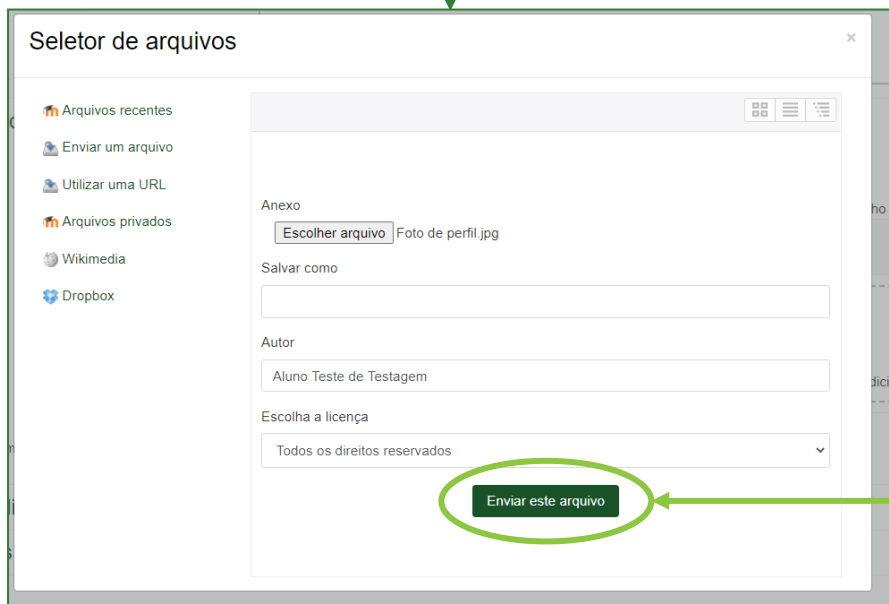 Seletor de arquivos
×
Arquivos recentes
Enviar um arquivo
Utilizar uma URL
Arquivos privados
Wikimedia
Dropbox
Anexo
Escolher arquivo Foto de perfil.jpg
Salvar como
Autor
Aluno Teste de Testagem
Escolha a licença
Todos os direitos reservados
Enviar este arquivo